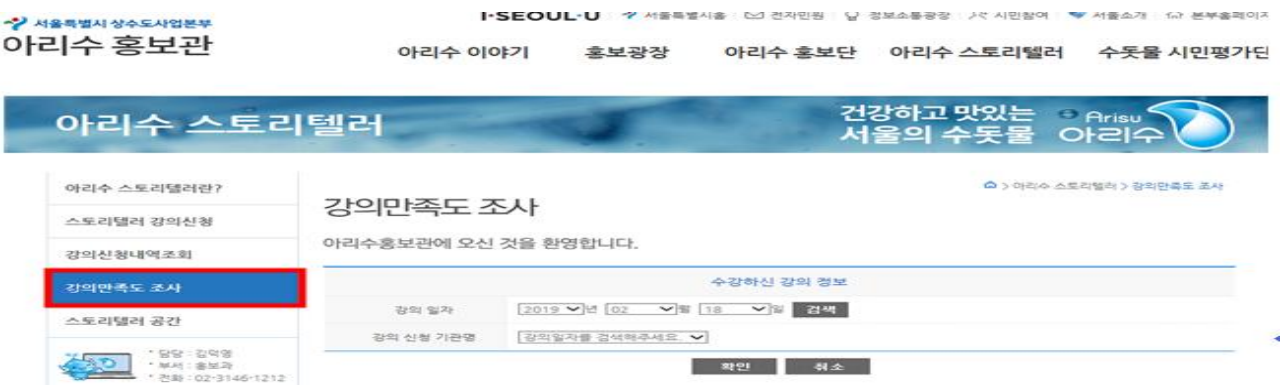 서울특별시 상수도사업본부
아리수 홍보관
I·SEOUL·U 서울특별시홈 전자민원 정보소통광장 시민참여 서울소개 본부홈페이지
아리수 이야기 홍보광장 아리수 홍보단 아리수 스토리텔러 수돗물 시민평가단
아리수 스토리텔러
건강하고 맛있는
서울의 수돗물
Arisu
아리수
아리수 스토리텔러란?
스토리텔러 강의신청
강의신청내역조회
강의만족도 조사
스토리텔러 공간
· 담당 : 김덕영
· 부서 : 홍보과
· 전화 : 02-3146-1212
> 아리수 스토리텔러 > 강의만족도 조사
강의만족도 조사
아리수홍보관에 오신 것을 환영합니다.
수강하신 강의 정보
강의 일자 2019 년 02 월 18 일 검색
강의 신청 기관명 강의일자를 검색해주세요.
확인 취소